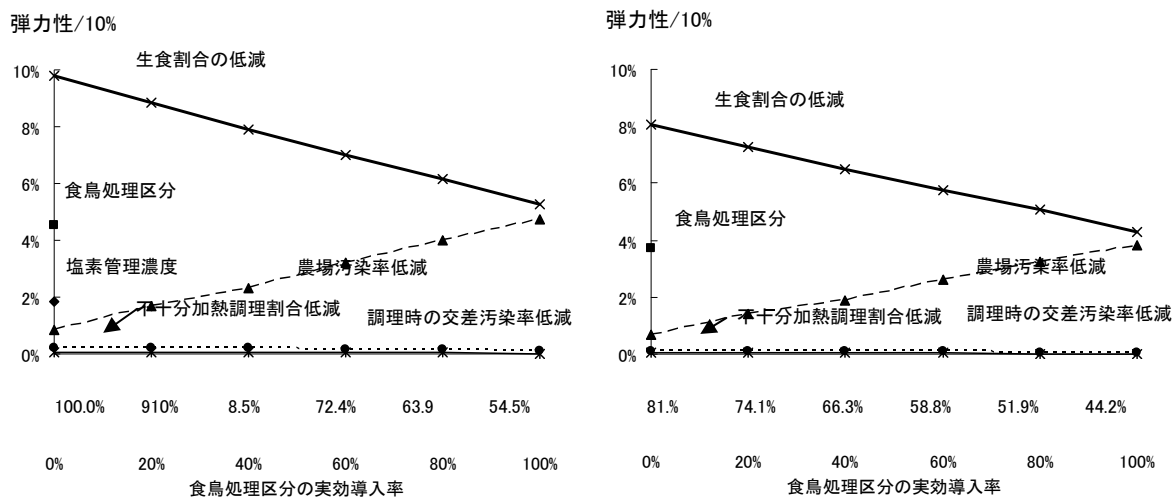 弾力性/10%
10%
8%
6%
4%
2%
0%
生食割合の低減
食鳥処理区分
塩素管理濃度
農場汚染率低減
不十分加熱調理割合低減
調理時の交差汚染率低減
100.0% 910% 8.5% 72.4% 63.9 54.5%
0% 20% 40% 60% 80% 100%
食鳥処理区分の実効導入率
弾力性/10%
10%
8%
6%
4%
2%
0%
生食割合の低減
食鳥処理区分
農場汚染率低減
不十分加熱調理割合低減
調理時の交差汚染率低減
81.% 74.1% 66.3% 58.8% 51.9% 44.2%
0% 20% 40% 60% 80% 100%
食鳥処理区分の実効導入率